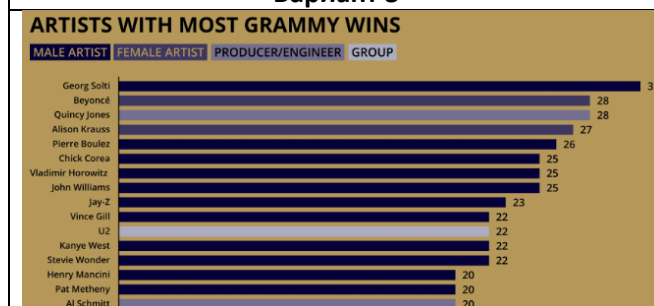 ARTISTS WITH MOST GRAMMY WINS
MALE ARTIST FEMALE ARTIST PRODUCER/ENGINEER GROUP
Georg Solti 3
Beyoncé 28
Quincy Jones 28
Alison Krauss 27
Pierre Boulez 26
Chick Corea 25
Vladimir Horowitz 25
John Williams 25
Jay-Z 23
Vince Gill 22
U2 22
Kanye West 22
Stevie Wonder 22
Henry Mancini 20
Pat Metheny 20
Al Schmitt 20